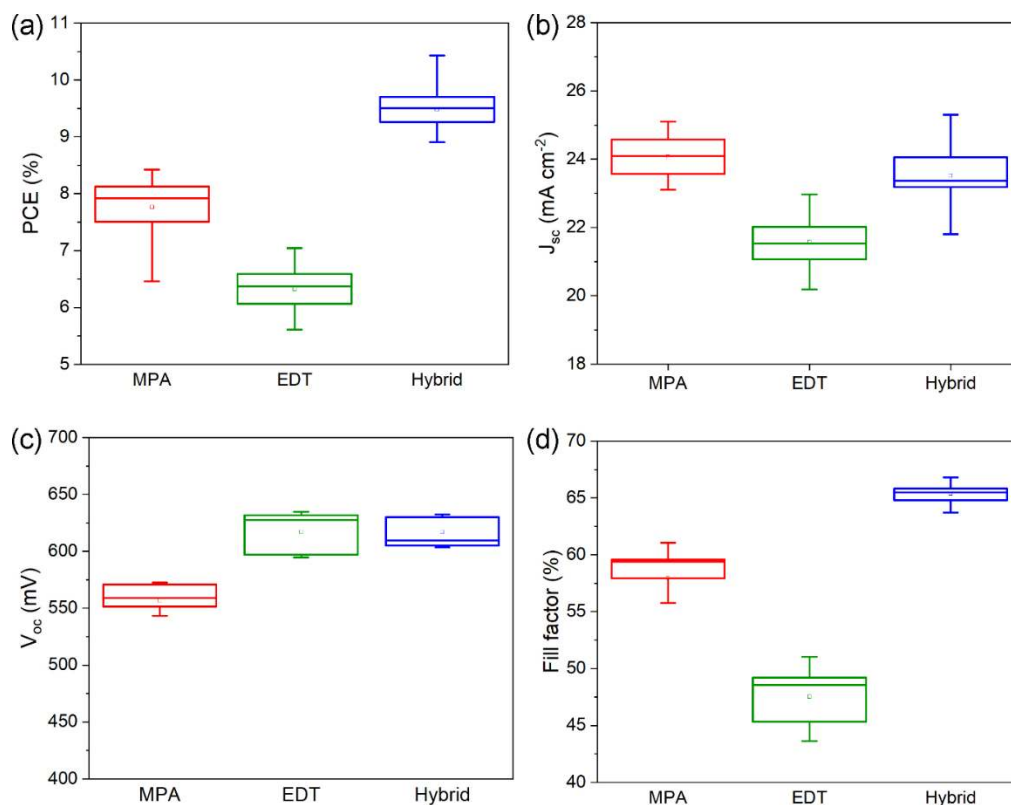 (a)
11
10
9
8
7
6
5
PCE (%)
MPA EDT Hybrid
(b)
28
26
24
22
20
18
J_sc (mA cm⁻²)
MPA EDT Hybrid
(c)
700
650
600
550
500
450
400
V_oc (mV)
MPA EDT Hybrid
(d)
70
65
60
55
50
45
40
Fill factor (%)
MPA EDT Hybrid